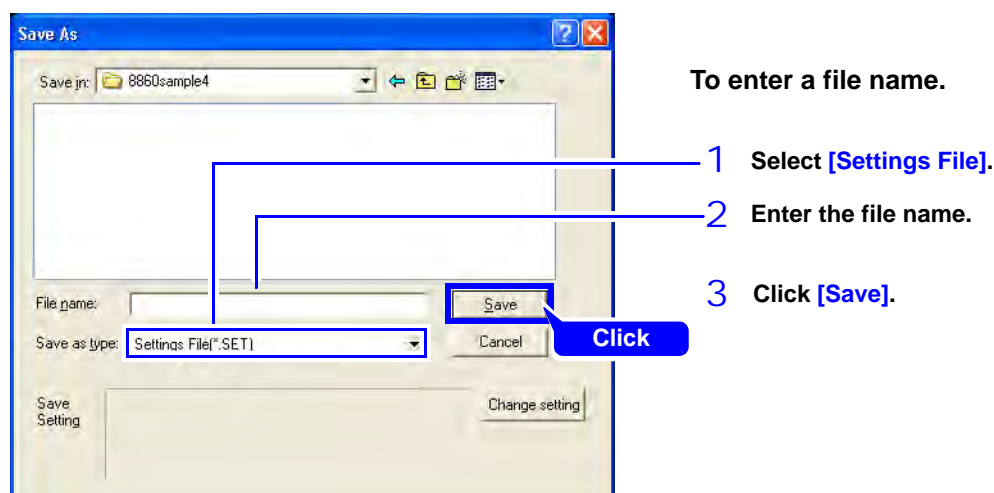 Save As
Save in: 8860sample4
To enter a file name.
1 Select [Settings File].
2 Enter the file name.
File name:
Save
3 Click [Save].
Save as type: Settings File(*.SET)
Cancel
Click
Save
Setting
Change setting